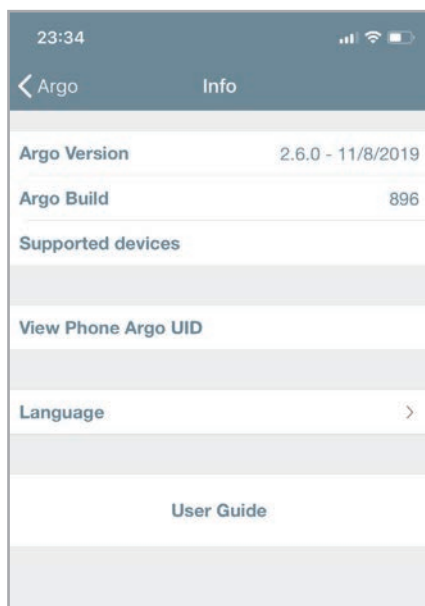 23:34
Argo Info
Argo Version 2.6.0 - 11/8/2019
Argo Build 896
Supported devices
View Phone Argo UID
Language
User Guide